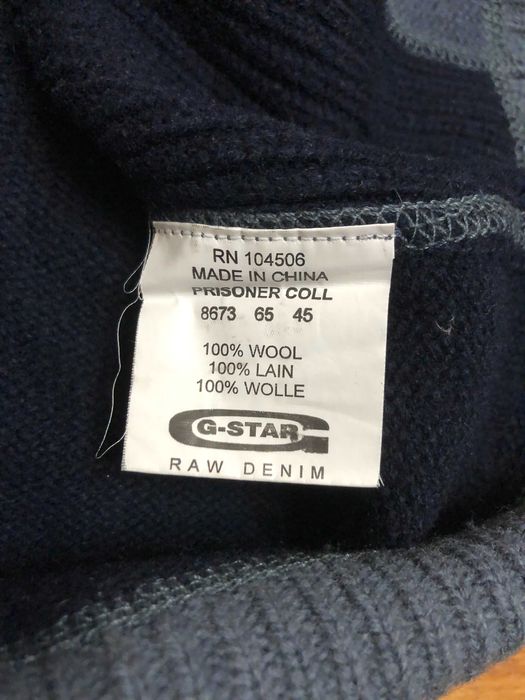 RN 104506
MADE IN CHINA
PRISONER COLL
8673 65 45
100% WOOL
100% LAIN
100% WOLLE
G-STAR
RAW DENIM